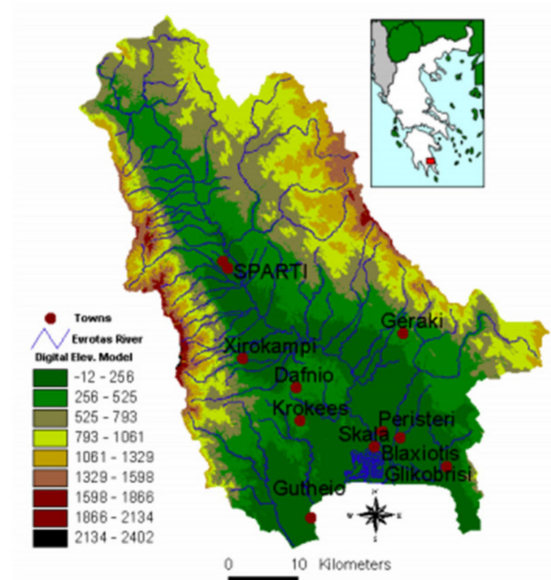 SPARTI
Geraki
Xirokampi
Dafnio
Krokees
Peristeri
Skala
Blaxiotis
Glikobrisi
Gutheio
Towns
Evrotas River
Digital Elev. Model
-12 - 256
256 - 525
525 - 793
793 - 1061
1061 - 1329
1329 - 1598
1598 - 1866
1866 - 2134
2134 - 2402
N
W
E
S
0 10 Kilometers